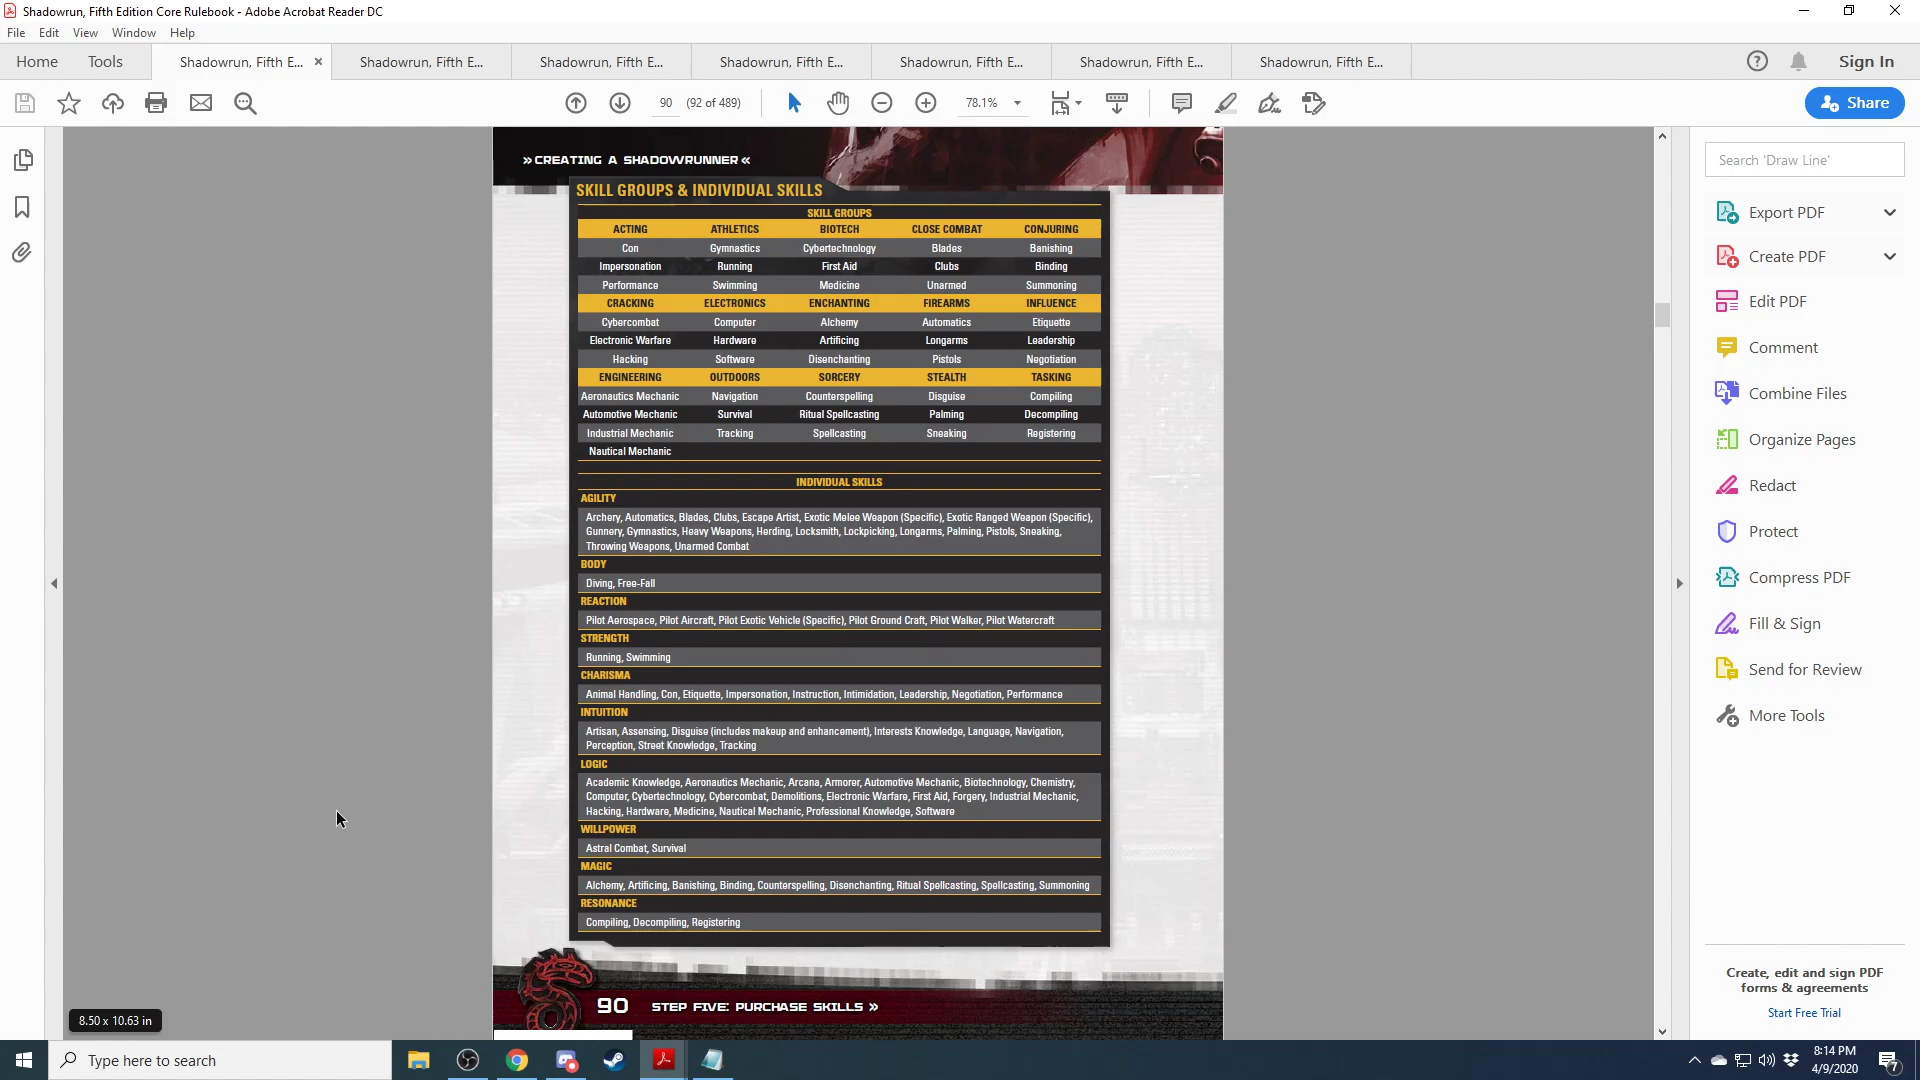 Shadowrun, Fifth Edition Core Rulebook - Adobe Acrobat Reader DC
File Edit View Window Help
Home Tools Shadowrun, Fifth E... × Shadowrun, Fifth E... Shadowrun, Fifth E... Shadowrun, Fifth E... Shadowrun, Fifth E... Shadowrun, Fifth E... Shadowrun, Fifth E... Sign In
90 (92 of 489) 78.1% Share
» CREATING A SHADOWRUNNER «
SKILL GROUPS & INDIVIDUAL SKILLS
SKILL GROUPS
ACTING ATHLETICS BIOTECH CLOSE COMBAT CONJURING
Con Gymnastics Cybertechnology Blades Banishing
Impersonation Running First Aid Clubs Binding
Performance Swimming Medicine Unarmed Summoning
CRACKING ELECTRONICS ENCHANTING FIREARMS INFLUENCE
Cybercombat Computer Alchemy Automatics Etiquette
Electronic Warfare Hardware Artificing Longarms Leadership
Hacking Software Disenchanting Pistols Negotiation
ENGINEERING OUTDOORS SORCERY STEALTH TASKING
Aeronautics Mechanic Navigation Counterspelling Disguise Compiling
Automotive Mechanic Survival Ritual Spellcasting Palming Decompiling
Industrial Mechanic Tracking Spellcasting Sneaking Registering
Nautical Mechanic
INDIVIDUAL SKILLS
AGILITY
Archery, Automatics, Blades, Clubs, Escape Artist, Exotic Melee Weapon (Specific), Exotic Ranged Weapon (Specific),
Gunnery, Gymnastics, Heavy Weapons, Herding, Locksmith, Lockpicking, Longarms, Palming, Pistols, Sneaking,
Throwing Weapons, Unarmed Combat
BODY
Diving, Free-Fall
REACTION
Pilot Aerospace, Pilot Aircraft, Pilot Exotic Vehicle (Specific), Pilot Ground Craft, Pilot Walker, Pilot Watercraft
STRENGTH
Running, Swimming
CHARISMA
Animal Handling, Con, Etiquette, Impersonation, Instruction, Intimidation, Leadership, Negotiation, Performance
INTUITION
Artisan, Assensing, Disguise (includes makeup and enhancement), Interests Knowledge, Language, Navigation,
Perception, Street Knowledge, Tracking
LOGIC
Academic Knowledge, Aeronautics Mechanic, Arcana, Armorer, Automotive Mechanic, Biotechnology, Chemistry,
Computer, Cybertechnology, Cybercombat, Demolitions, Electronic Warfare, First Aid, Forgery, Industrial Mechanic,
Hacking, Hardware, Medicine, Nautical Mechanic, Professional Knowledge, Software
WILLPOWER
Astral Combat, Survival
MAGIC
Alchemy, Artificing, Banishing, Binding, Counterspelling, Disenchanting, Ritual Spellcasting, Spellcasting, Summoning
RESONANCE
Compiling, Decompiling, Registering
90 STEP FIVE: PURCHASE SKILLS »
8.50 x 10.63 in
Search 'Draw Line'
Export PDF
Create PDF
Edit PDF
Comment
Combine Files
Organize Pages
Redact
Protect
Compress PDF
Fill & Sign
Send for Review
More Tools
Create, edit and sign PDF
forms & agreements
Start Free Trial
Type here to search
8:14 PM
4/9/2020
7